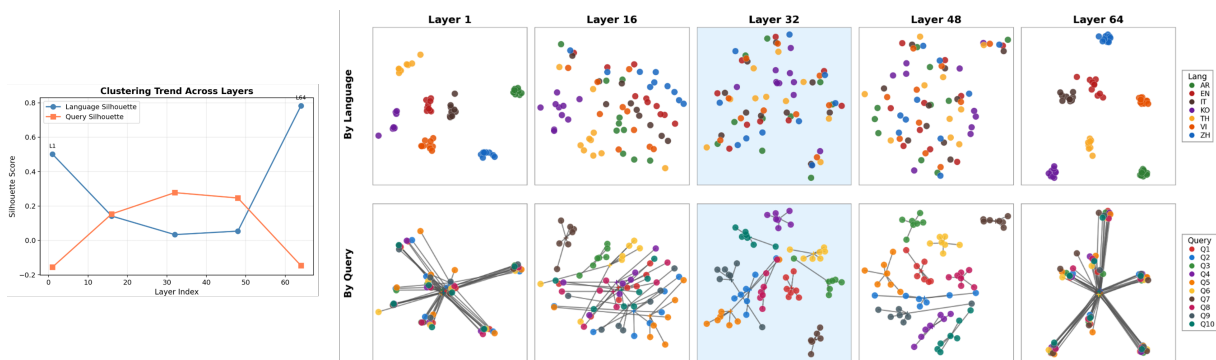 Clustering Trend Across Layers
Language Silhouette
Query Silhouette
L1
L64
Silhouette Score
0.8
0.6
0.4
0.2
0.0
−0.2
0 10 20 30 40 50 60
Layer Index
Layer 1 Layer 16 Layer 32 Layer 48 Layer 64
By Language
Lang
AR
EN
IT
KO
TH
VI
ZH
By Query
Query
Q1
Q2
Q3
Q4
Q5
Q6
Q7
Q8
Q9
Q10